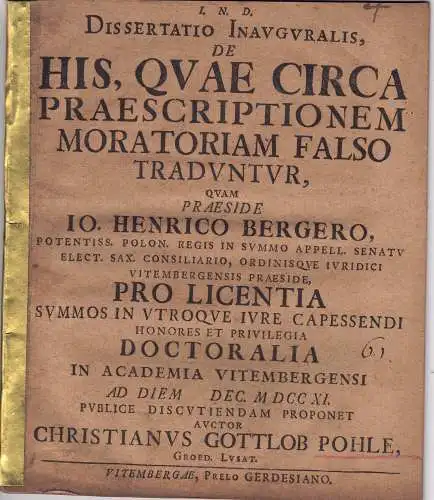 I. N. D.
DISSERTATIO INAVGVRALIS,
DE
HIS, QVAE CIRCA
PRAESCRIPTIONEM
MORATORIAM FALSO
TRADVNTVR,
QVAM
PRAESIDE
IO. HENRICO BERGERO,
POTENTISS. POLON. REGIS IN SVMMO APPELL. SENATV
ELECT. SAX. CONSILIARIO, ORDINISQVE IVRIDICI
VITEMBERGENSIS PRAESIDE,
PRO LICENTIA
SVMMOS IN VTROQVE IVRE CAPESSENDI
HONORES ET PRIVILEGIA
DOCTORALIA
IN ACADEMIA VITEMBERGENSI
AD DIEM DEC. M DCC XI.
PVBLICE DISCVTIENDAM PROPONET
AVCTOR
CHRISTIANVS GOTTLOB POHLE,
GROED. LVSAT.
VITEMBERGAE, PRELO GERDESIANO.